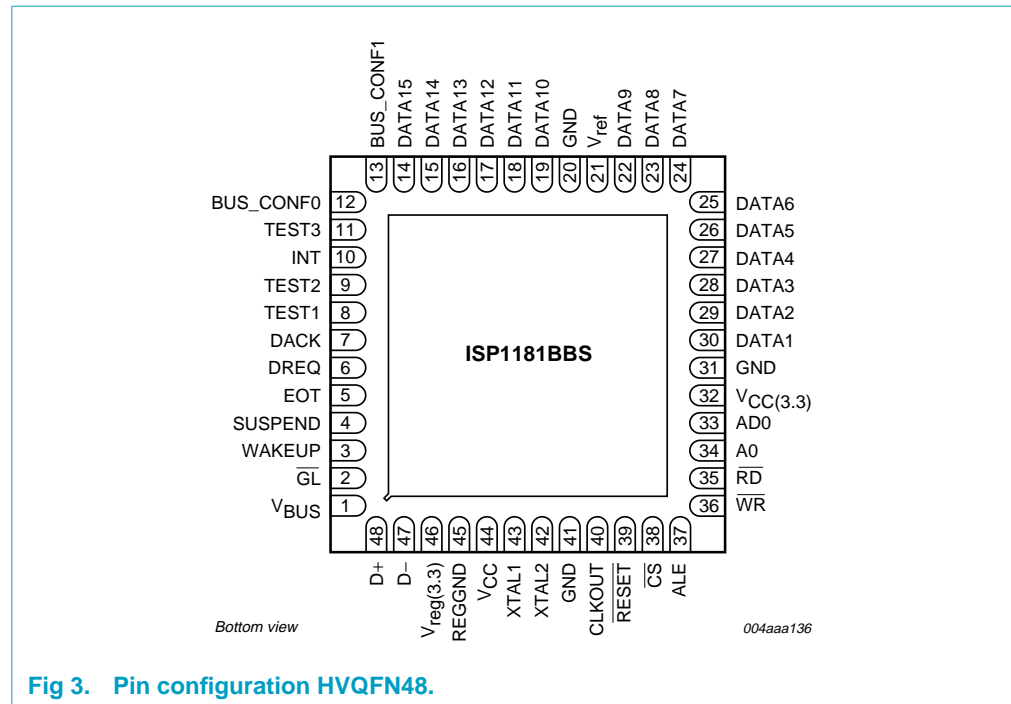 BUS_CONF1
DATA15
DATA14
DATA13
DATA12
DATA11
DATA10
GND
Vref
DATA9
DATA8
DATA7
13 14 15 16 17 18 19 20 21 22 23 24
BUS_CONF0 12
TEST3 11
INT 10
TEST2 9
TEST1 8
DACK 7
DREQ 6
EOT 5
SUSPEND 4
WAKEUP 3
G̅L̅ 2
VBUS 1
ISP1181BBS
25 DATA6
26 DATA5
27 DATA4
28 DATA3
29 DATA2
30 DATA1
31 GND
32 VCC(3.3)
33 AD0
34 A0
35 R̅D̅
36 W̅R̅
48 47 46 45 44 43 42 41 40 39 38 37
D+
D−
Vreg(3.3)
REGGND
VCC
XTAL1
XTAL2
GND
CLKOUT
R̅E̅S̅E̅T̅
C̅S̅
ALE
Bottom view
004aaa136
Fig 3. Pin configuration HVQFN48.